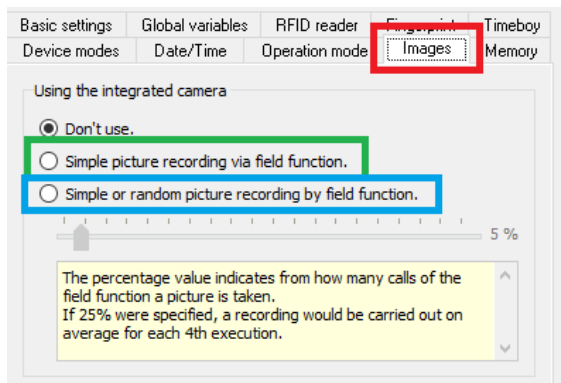 Basic settings Global variables RFID reader Fingerprint Timeboy
Device modes Date/Time Operation mode Images Memory
Using the integrated camera
Don't use.
Simple picture recording via field function.
Simple or random picture recording by field function.
5 %
The percentage value indicates from how many calls of the
field function a picture is taken.
If 25% were specified, a recording would be carried out on
average for each 4th execution.